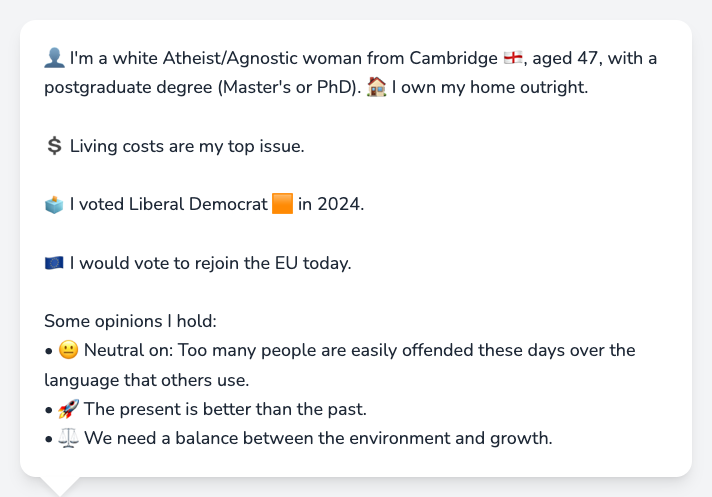 👤 I'm a white Atheist/Agnostic woman from Cambridge 🏴󠁧󠁢󠁥󠁮󠁧󠁿, aged 47, with a
postgraduate degree (Master's or PhD). 🏠 I own my home outright.
💲 Living costs are my top issue.
🗳️ I voted Liberal Democrat 🟧 in 2024.
🇪🇺 I would vote to rejoin the EU today.
Some opinions I hold:
• 😐 Neutral on: Too many people are easily offended these days over the
language that others use.
• 🚀 The present is better than the past.
• ⚖️ We need a balance between the environment and growth.